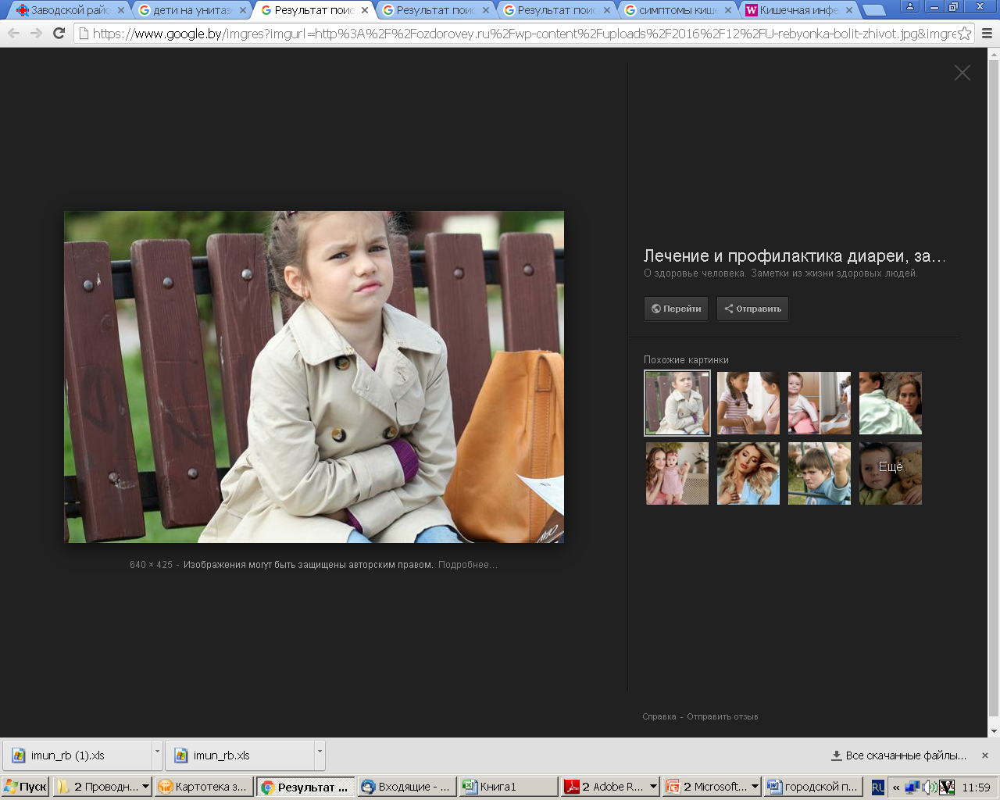 Заводской райо
дети на унитаз
Результат поис
Результат поис
Результат поис
симптомы кише
Кишечная инфе
https://www.google.by/imgres?imgurl=http%3A%2F%2Fozdorovey.ru%2Fwp-content%2Fuploads%2F2016%2F12%2FU-rebyonka-bolit-zhivot.jpg&imgre
Лечение и профилактика диареи, за...
О здоровье человека. Заметки из жизни здоровых людей.
Перейти
Отправить
Похожие картинки
Ещё
640 × 425 - Изображения могут быть защищены авторским правом. Подробнее...
Справка - Отправить отзыв
imun_rb (1).xls
imun_rb.xls
Все скачанные файлы...
Пуск
2 Проводн...
Картотека з...
Результат ...
Входящие - ...
Книга1
2 Adobe R...
2 Microsoft...
городской п...
RU
«
11:59